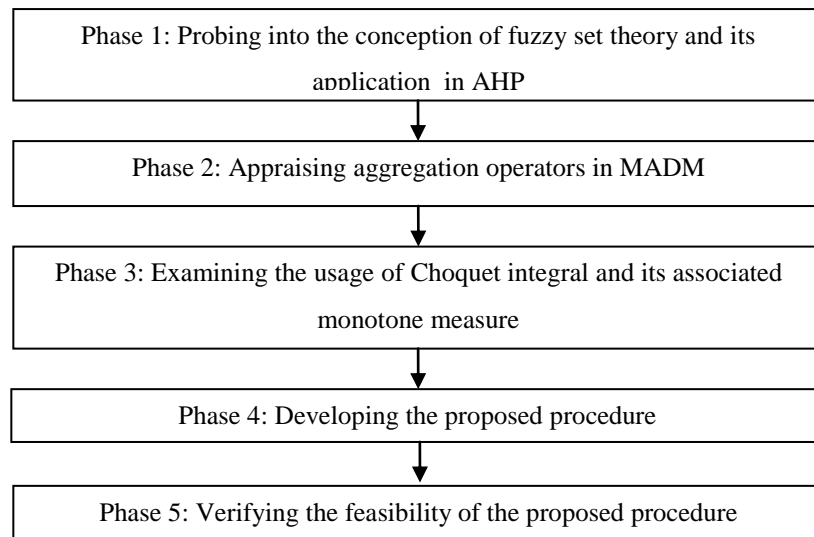 Phase 1: Probing into the conception of fuzzy set theory and its
application in AHP
Phase 2: Appraising aggregation operators in MADM
Phase 3: Examining the usage of Choquet integral and its associated
monotone measure
Phase 4: Developing the proposed procedure
Phase 5: Verifying the feasibility of the proposed procedure